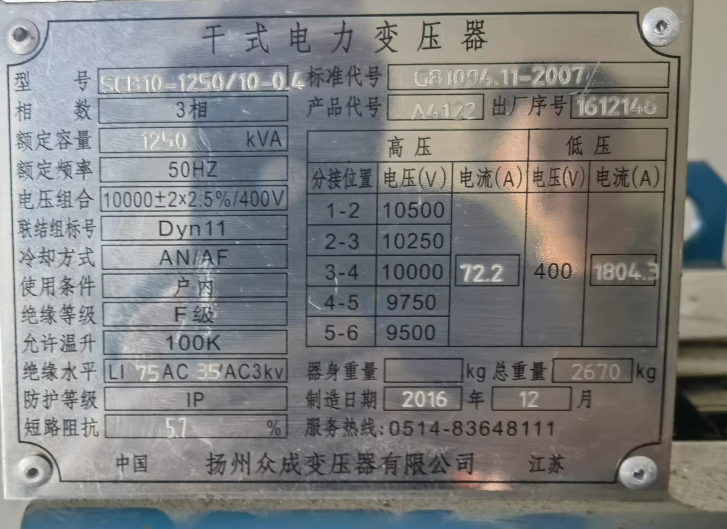 干式电力变压器
型 号 SCB10-1250/10-0.4 标准代号 GB1094.11-2007
相 数 3相 产品代号 A4122 出厂序号 1612146
额定容量 1250 kVA
额定频率 50HZ
电压组合 10000±2×2.5%/400V
联结组标号 Dyn11
冷却方式 AN/AF
使用条件 户内
绝缘等级 F级
允许温升 100K
绝缘水平 LI 75 AC 35/AC3kv
防护等级 IP
短路阻抗 5.7 %
高压 低压
分接位置 电压(V) 电流(A) 电压(V) 电流(A)
1-2 10500
2-3 10250
3-4 10000 72.2 400 1804.3
4-5 9750
5-6 9500
器身重量 kg 总重量 2670 kg
制造日期 2016 年 12 月
服务热线:0514-83648111
中国 扬州众成变压器有限公司 江苏